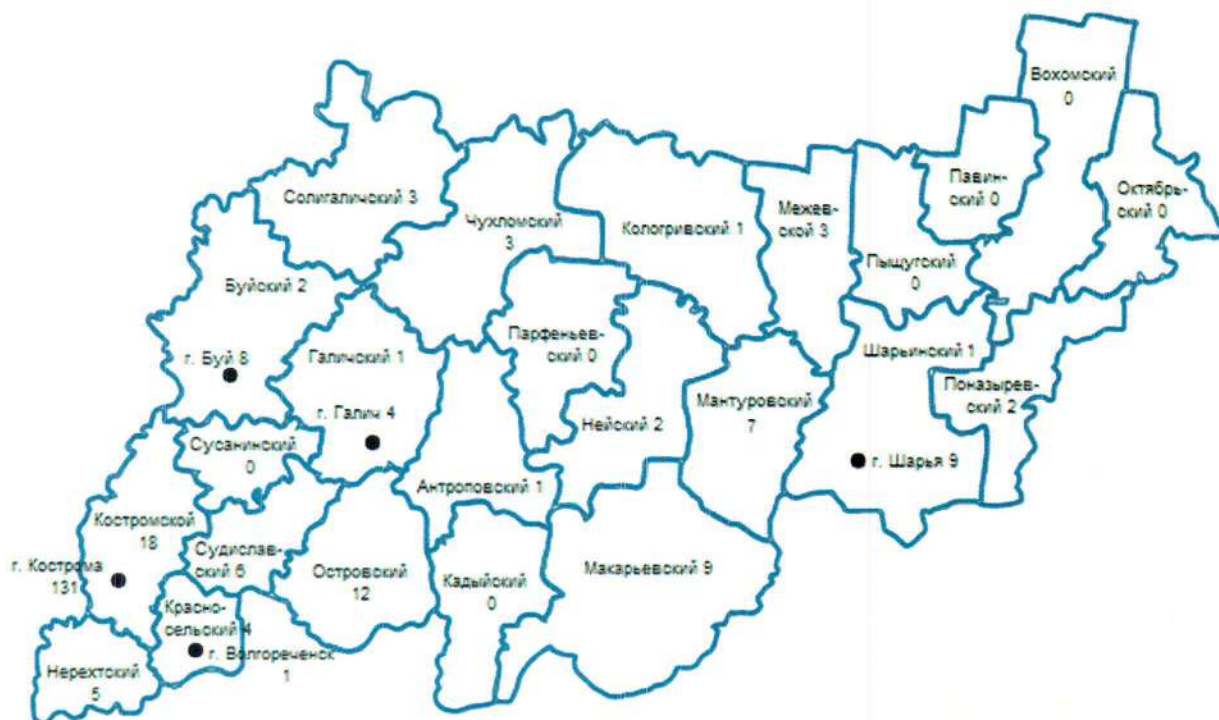 Вохомский
0
Павин-
ский 0
Октябрь-
ский 0
Солигаличский 3
Чухломский
3
Кологривский 1
Межев-
ской 3
Пыщугский
0
Буйский 2
г. Буй 8
Галичский 1
г. Галич 4
Парфеньев-
ский 0
Шарьинский 1
Поназырев-
ский 2
Мантуровский
7
Нейский 2
г. Шарья 9
Сусанинский
0
Антроповский 1
Костромской
18
г. Кострома
131
Судислав-
ский 6
Островский
12
Кадыйский
0
Макарьевский 9
Красно-
сельский 4
г. Волгореченск
1
Нерехтский
5